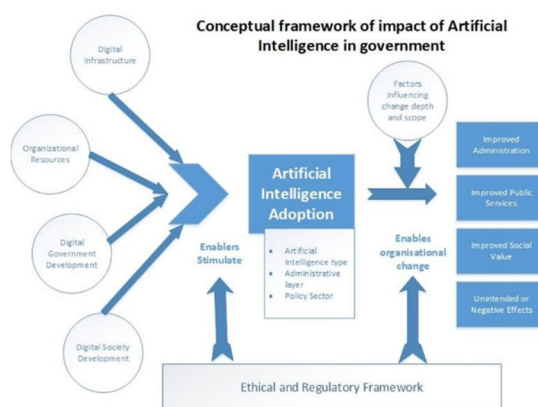 Conceptual framework of impact of Artificial
Intelligence in government
Digital
Infrastructure
Organizational
Resources
Digital
Government
Development
Digital Society
Development
Enablers
Stimulate
Artificial
Intelligence
Adoption
Artificial
Intelligence type
Administrative
layer
Policy Sector
Factors
influencing
change depth
and scope
Enables
organisational
change
Improved
Administration
Improved Public
Services
Improved Social
Value
Unintended or
Negative Effects
Ethical and Regulatory Framework